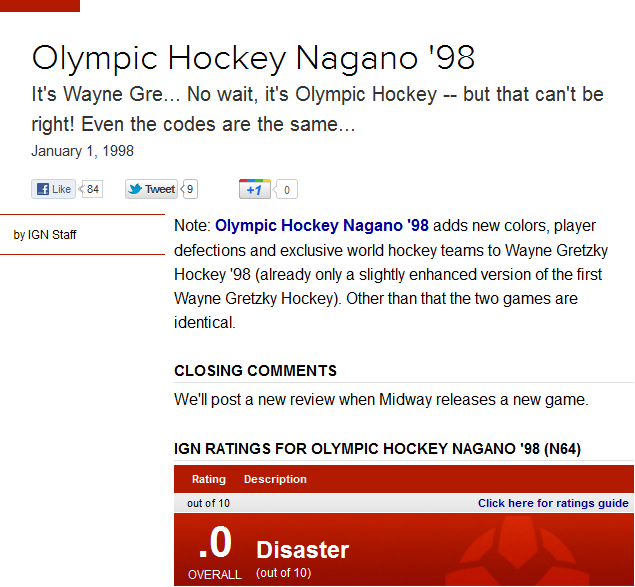 Olympic Hockey Nagano '98
It's Wayne Gre... No wait, it's Olympic Hockey -- but that can't be
right! Even the codes are the same...
January 1, 1998
Like 84 Tweet 9 +1 0
by IGN Staff
Note: Olympic Hockey Nagano '98 adds new colors, player
defections and exclusive world hockey teams to Wayne Gretzky
Hockey '98 (already only a slightly enhanced version of the first
Wayne Gretzky Hockey). Other than that the two games are
identical.
CLOSING COMMENTS
We'll post a new review when Midway releases a new game.
IGN RATINGS FOR OLYMPIC HOCKEY NAGANO '98 (N64)
Rating Description
out of 10 Click here for ratings guide
.0 Disaster
OVERALL (out of 10)